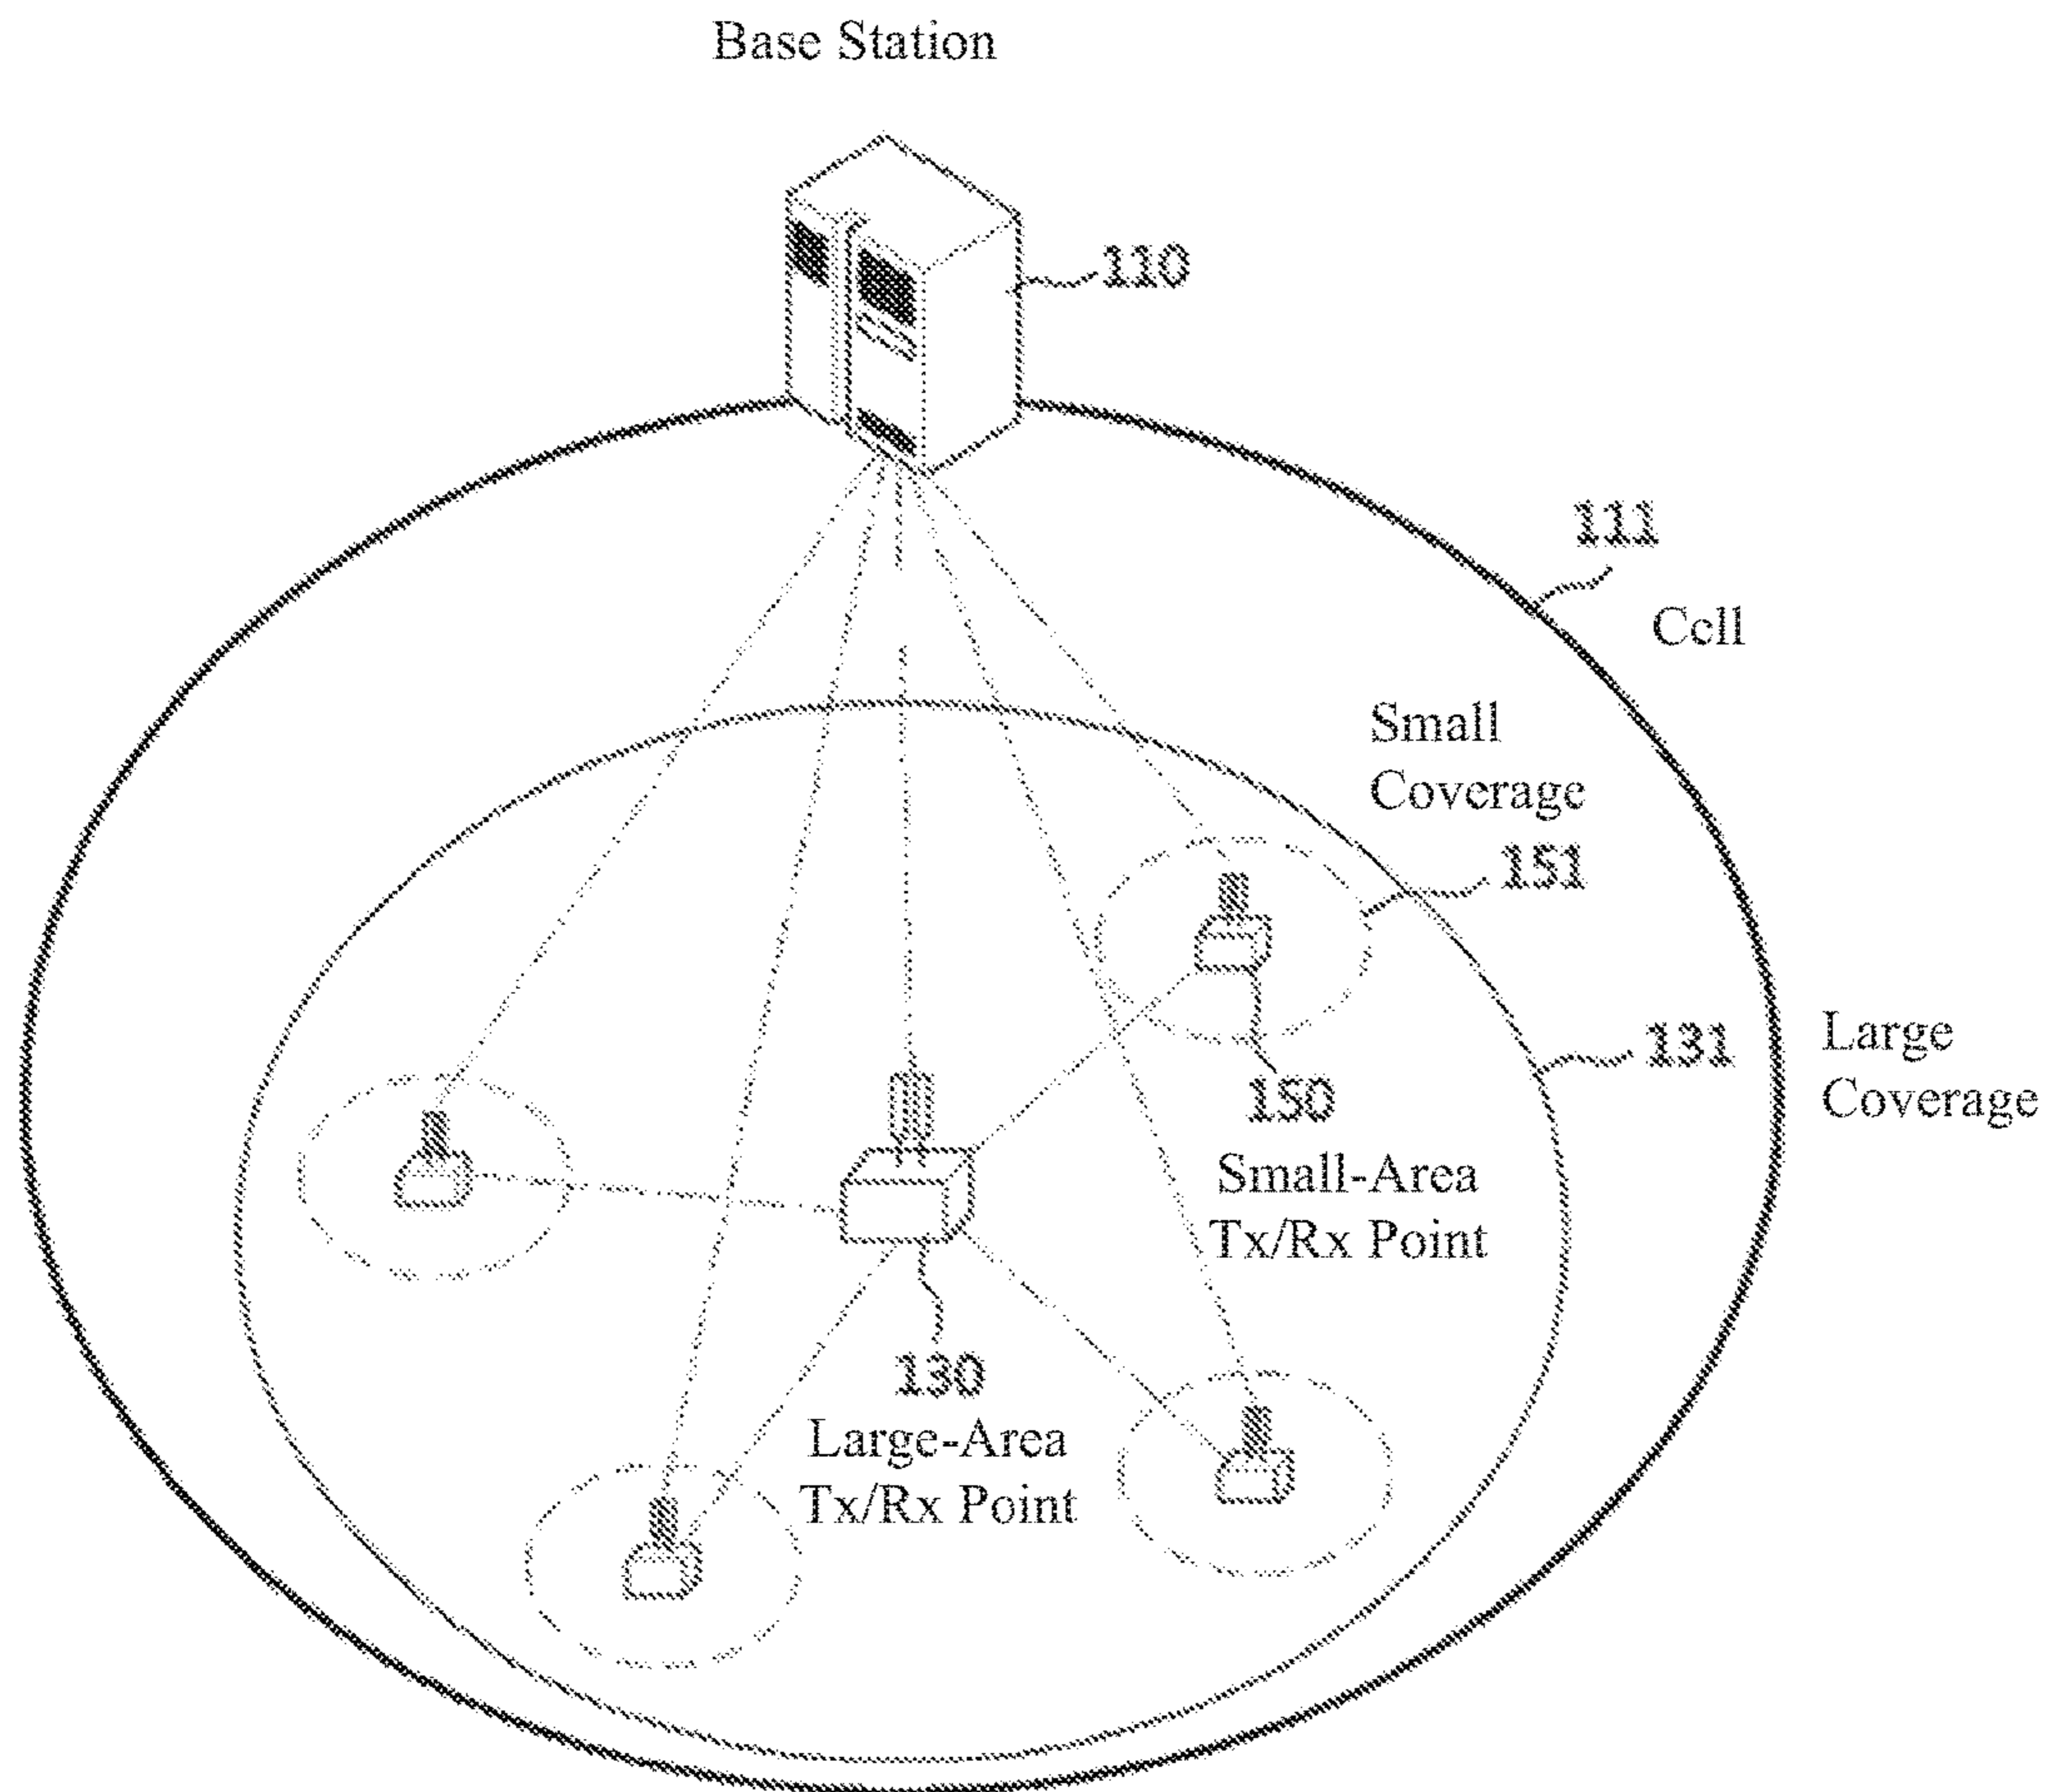 Base Station
110
111
Cell
Small
Coverage
151
131
Large
Coverage
150
Small-Area
Tx/Rx Point
130
Large-Area
Tx/Rx Point